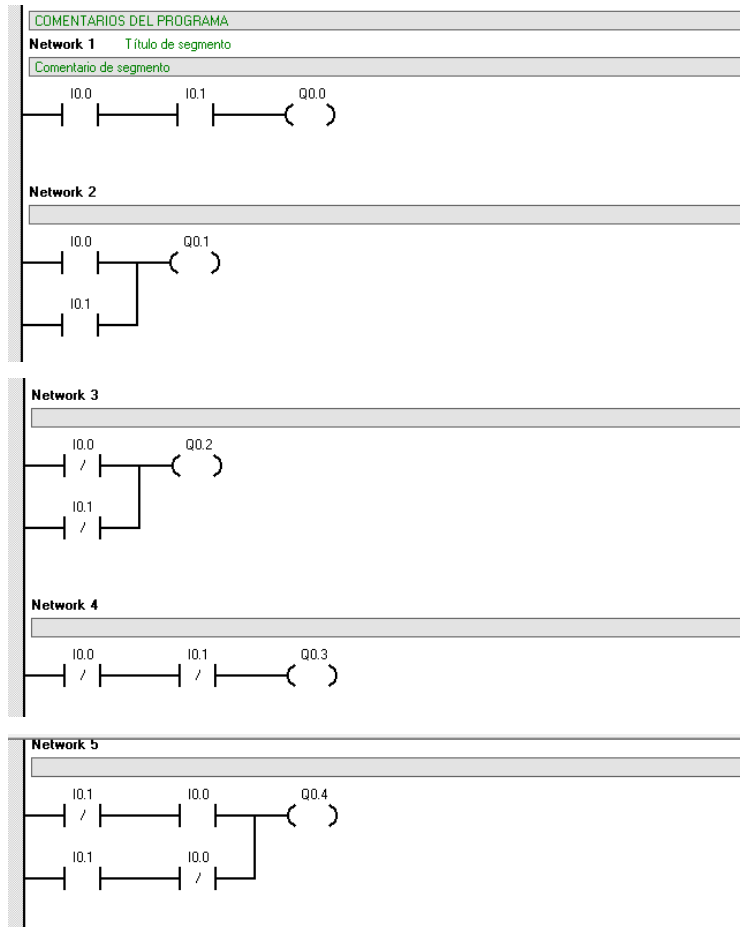 COMENTARIOS DEL PROGRAMA
Network 1 Título de segmento
Comentario de segmento
I0.0 I0.1 Q0.0
Network 2
I0.0 Q0.1
I0.1
Network 3
I0.0 Q0.2
I0.1
Network 4
I0.0 I0.1 Q0.3
Network 5
I0.1 I0.0 Q0.4
I0.1 I0.0